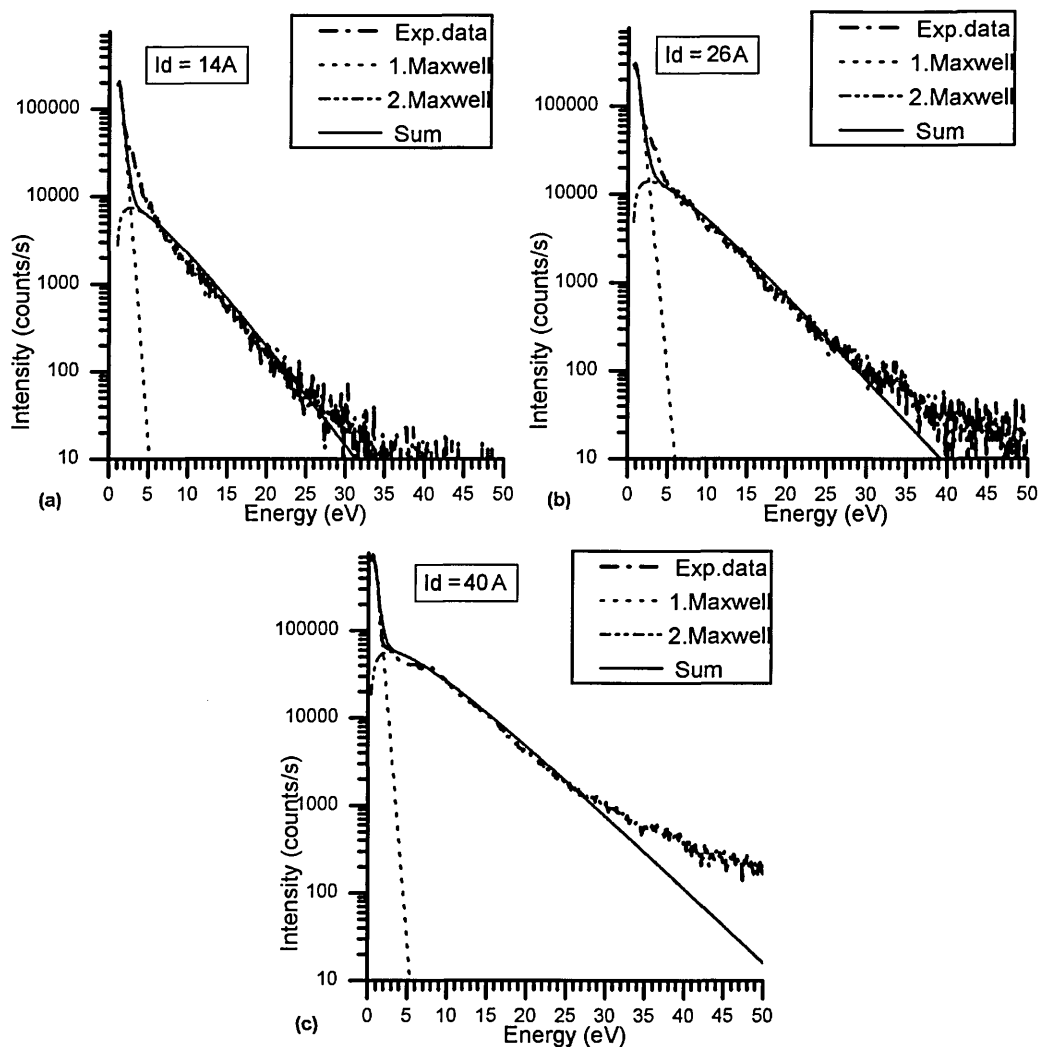 Id = 14A
Exp.data
1.Maxwell
2.Maxwell
Sum
Intensity (counts/s)
100000
10000
1000
100
10
0 5 10 15 20 25 30 35 40 45 50
Energy (eV)
(a)
Id = 26A
Exp.data
1.Maxwell
2.Maxwell
Sum
Intensity (counts/s)
100000
10000
1000
100
10
0 5 10 15 20 25 30 35 40 45 50
Energy (eV)
(b)
Id = 40 A
Exp.data
1.Maxwell
2.Maxwell
Sum
Intensity (counts/s)
100000
10000
1000
100
10
0 5 10 15 20 25 30 35 40 45 50
Energy (eV)
(c)